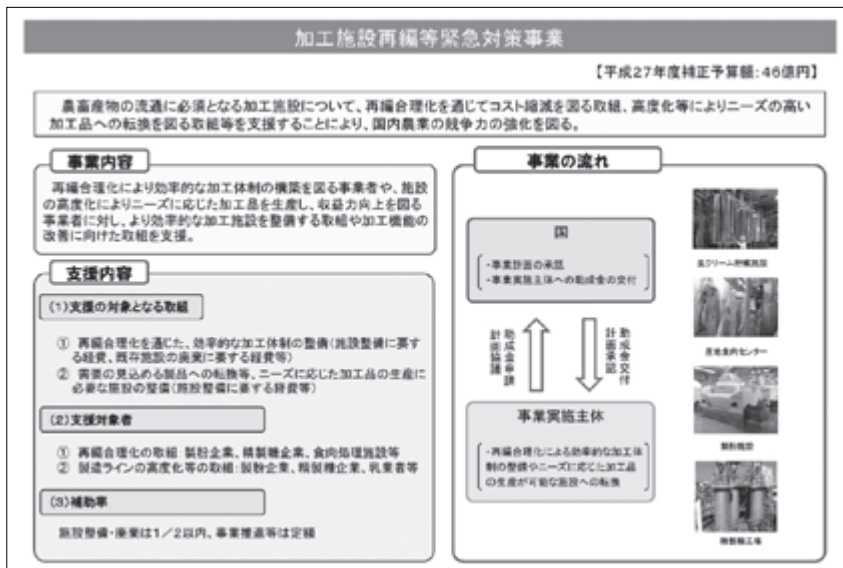 加工施設再編等緊急対策事業
【平成27年度補正予算額：46億円】
農畜産物の流通に必須となる加工施設について、再編合理化を通じてコスト縮減を図る取組、高度化等によりニーズの高い
加工品への転換を図る取組等を支援することにより、国内農業の競争力の強化を図る。
事業内容
再編合理化により効率的な加工体制の構築を図る事業者や、施設
の高度化によりニーズに応じた加工品を生産し、収益力向上を図る
事業者に対し、より効率的な加工施設を整備する取組や加工機能の
改善に向けた取組を支援。
支援内容
(1)支援の対象となる取組
① 再編合理化を通じた、効率的な加工体制の整備(施設整備に要す
る経費、既存施設の廃棄に要する経費等)
② 需要の見込める製品への転換等、ニーズに応じた加工品の生産に
必要な施設の整備(施設整備に要する経費等)
(2)支援対象者
① 再編合理化の取組:製粉企業、精製糖企業、食肉処理施設等
② 製造ラインの高度化等の取組:製粉企業、精製糖企業、乳業者等
(3)補助率
施設整備・廃棄は1/2以内、事業推進等は定額
事業の流れ
国
・事業計画の承認
・事業実施主体への助成金の交付
助成金申請
計画協議
助成金交付
計画承認
事業実施主体
・再編合理化による効率的な加工体
制の整備やニーズに応じた加工品
の生産が可能な施設への転換
生クリーム貯蔵施設
産地食肉センター
製粉施設
精製糖工場